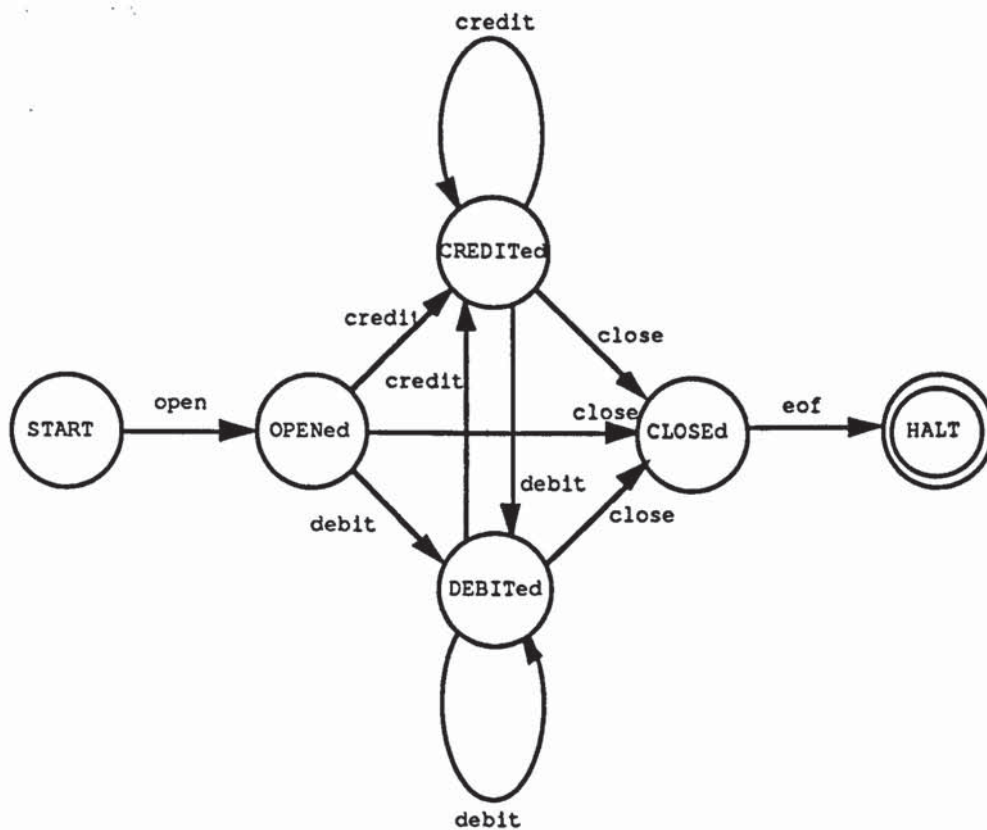 credit
CREDITed
credit
close
credit
open
close
eof
START
OPENed
CLOSEd
HALT
debit
debit
close
DEBITed
debit